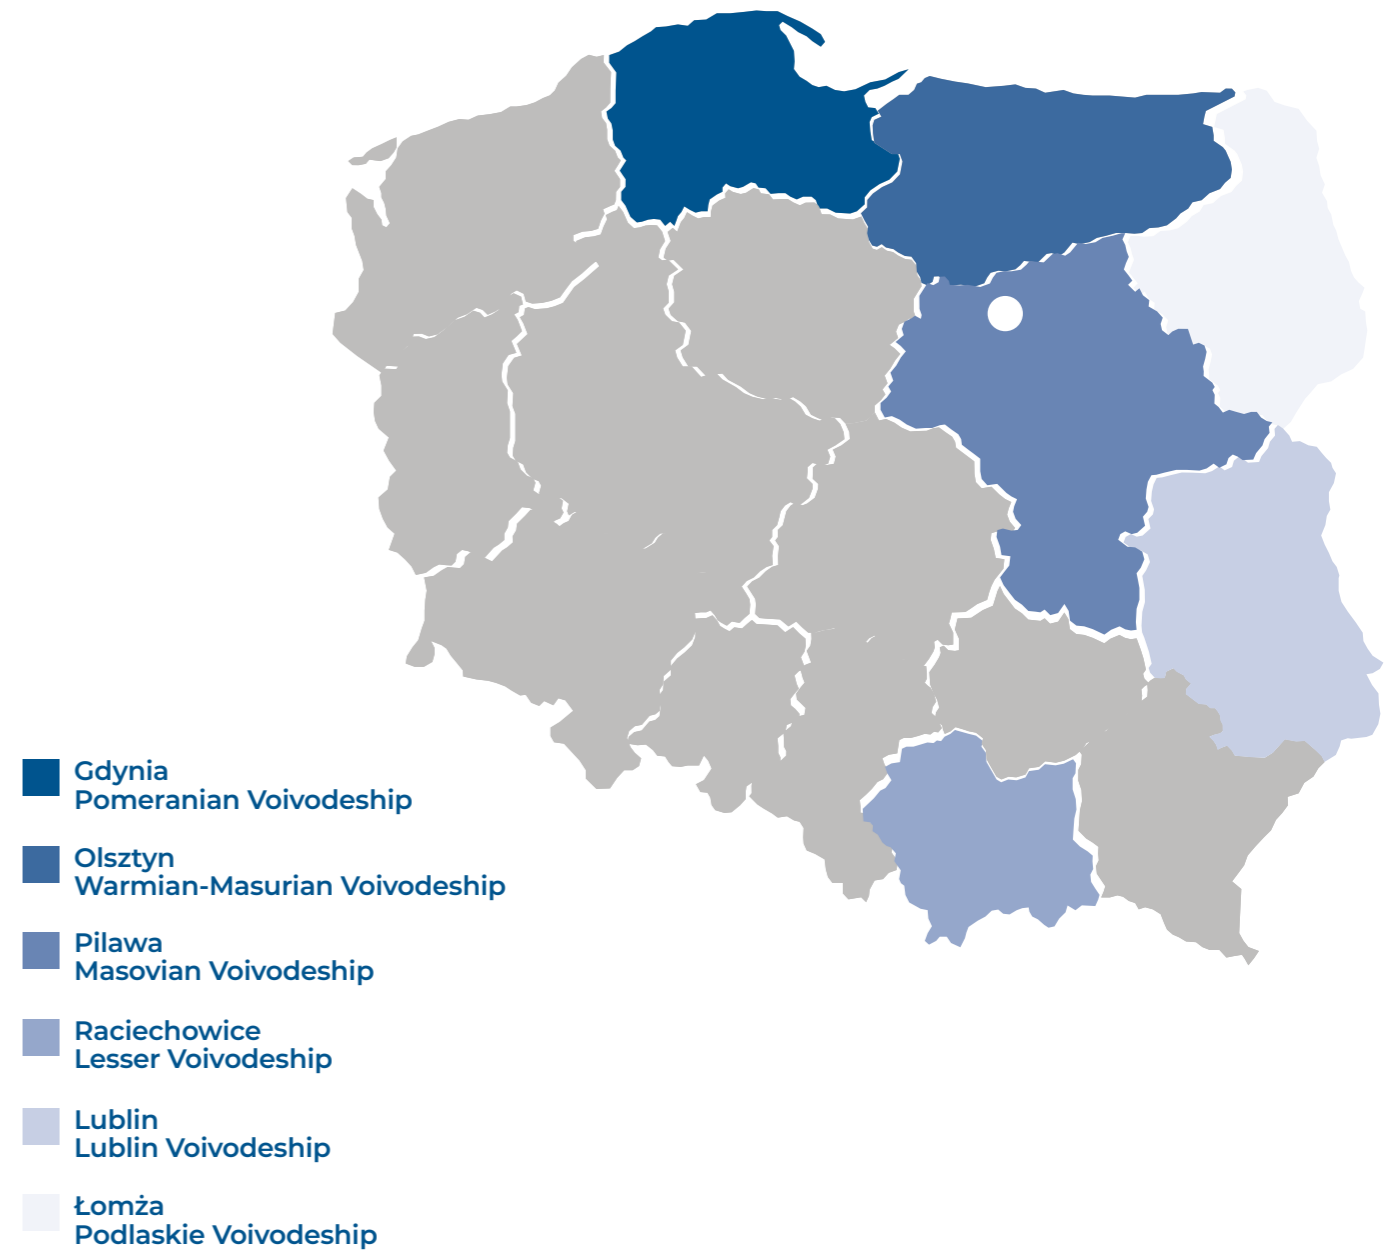 Gdynia
Pomeranian Voivodeship
Olsztyn
Warmian-Masurian Voivodeship
Pilawa
Masovian Voivodeship
Raciechowice
Lesser Voivodeship
Lublin
Lublin Voivodeship
Łomża
Podlaskie Voivodeship